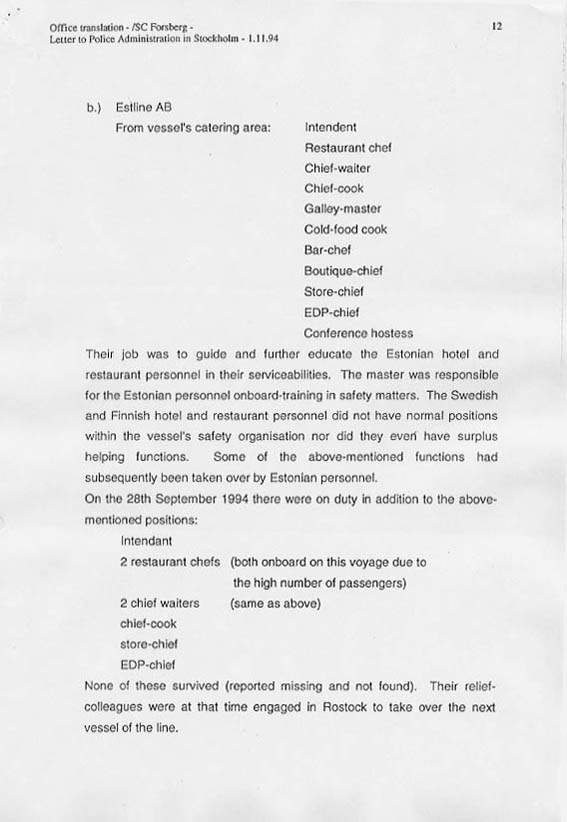 Office translation - /SC Forsberg -
Letter to Police Administration in Stockholm - 1.11.94
12
b.) Estline AB
From vessel's catering area: Intendent
Restaurant chef
Chief-waiter
Chief-cook
Galley-master
Cold-food cook
Bar-chef
Boutique-chief
Store-chief
EDP-chief
Conference hostess
Their job was to guide and further educate the Estonian hotel and
restaurant personnel in their serviceabilities. The master was responsible
for the Estonian personnel onboard-training in safety matters. The Swedish
and Finnish hotel and restaurant personnel did not have normal positions
within the vessel's safety organisation nor did they even have surplus
helping functions. Some of the above-mentioned functions had
subsequently been taken over by Estonian personnel.
On the 28th September 1994 there were on duty in addition to the above-
mentioned positions:
Intendant
2 restaurant chefs (both onboard on this voyage due to
the high number of passengers)
2 chief waiters (same as above)
chief-cook
store-chief
EDP-chief
None of these survived (reported missing and not found). Their relief-
colleagues were at that time engaged in Rostock to take over the next
vessel of the line.